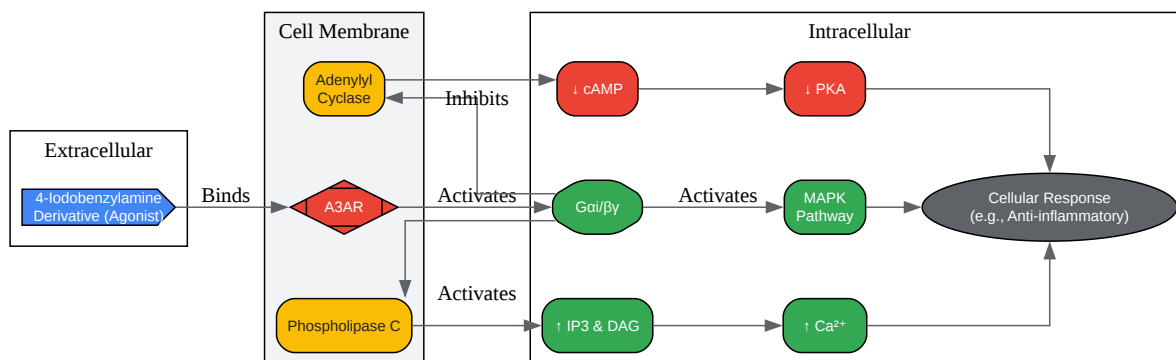 Cell Membrane
Intracellular
Adenylyl
Cyclase
Inhibits
↓ cAMP
↓ PKA
Extracellular
4-Iodobenzylamine
Derivative (Agonist)
Binds
A3AR
Activates
Gαi/βγ
Activates
MAPK
Pathway
Cellular Response
(e.g., Anti-inflammatory)
Phospholipase C
Activates
↑ IP3 & DAG
↑ Ca²⁺